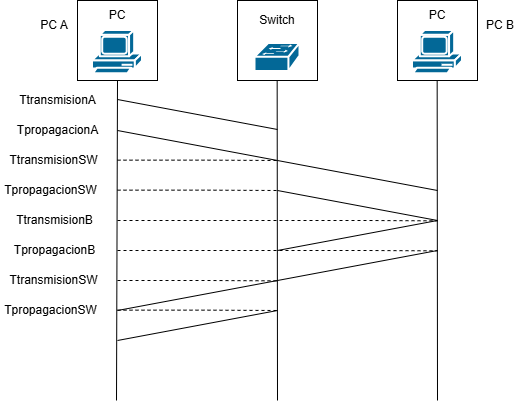 PC A
PC
Switch
PC
PC B
TtransmisionA
TpropagacionA
TtransmisionSW
TpropagacionSW
TtransmisionB
TpropagacionB
TtransmisionSW
TpropagacionSW